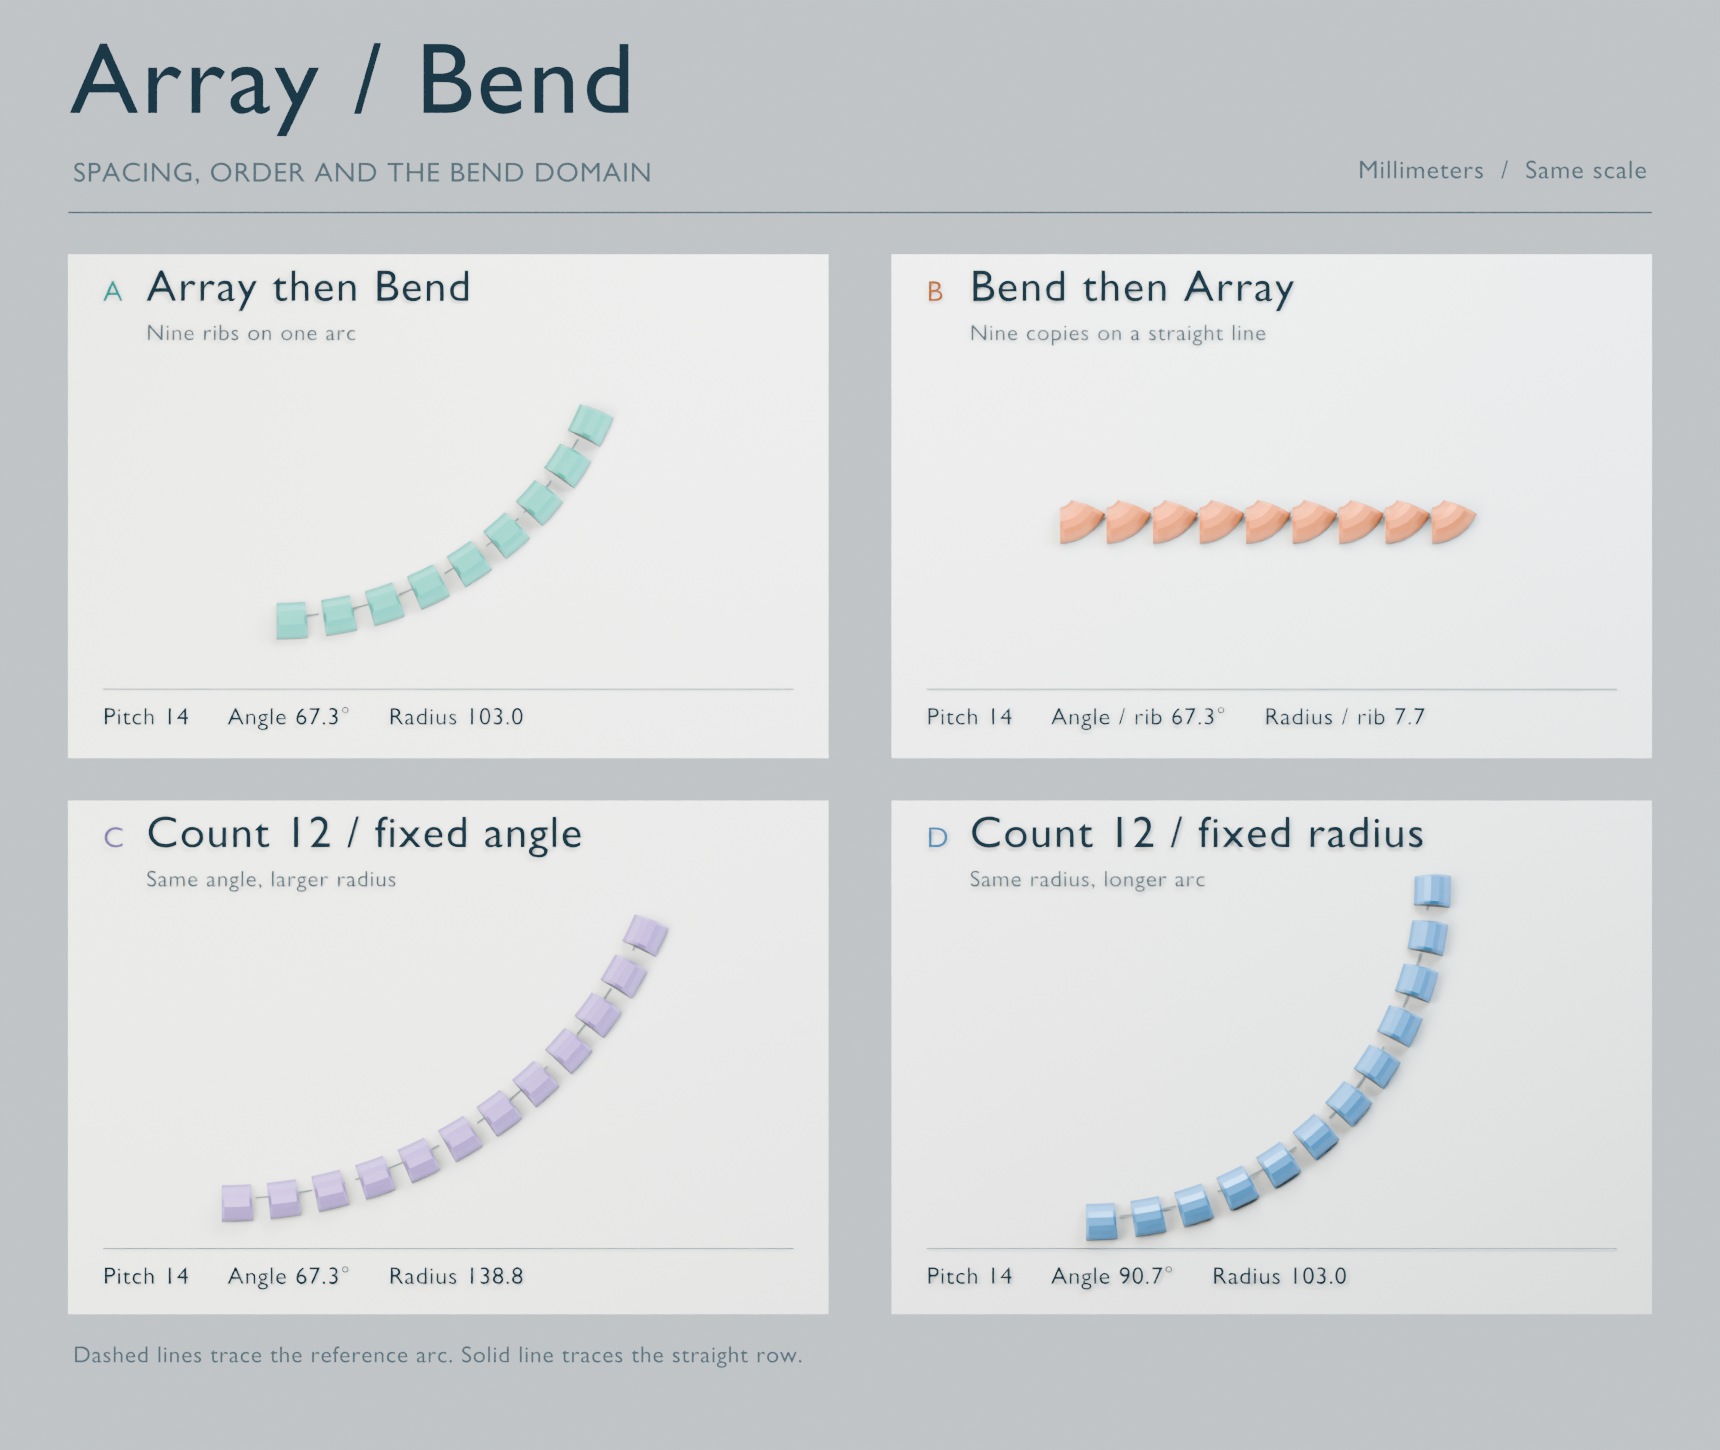 Array / Bend
SPACING, ORDER AND THE BEND DOMAIN
Millimeters / Same scale
A Array then Bend
Nine ribs on one arc
Pitch 14 Angle 67.3° Radius 103.0
B Bend then Array
Nine copies on a straight line
Pitch 14 Angle / rib 67.3° Radius / rib 7.7
C Count 12 / fixed angle
Same angle, larger radius
Pitch 14 Angle 67.3° Radius 138.8
D Count 12 / fixed radius
Same radius, longer arc
Pitch 14 Angle 90.7° Radius 103.0
Dashed lines trace the reference arc. Solid line traces the straight row.